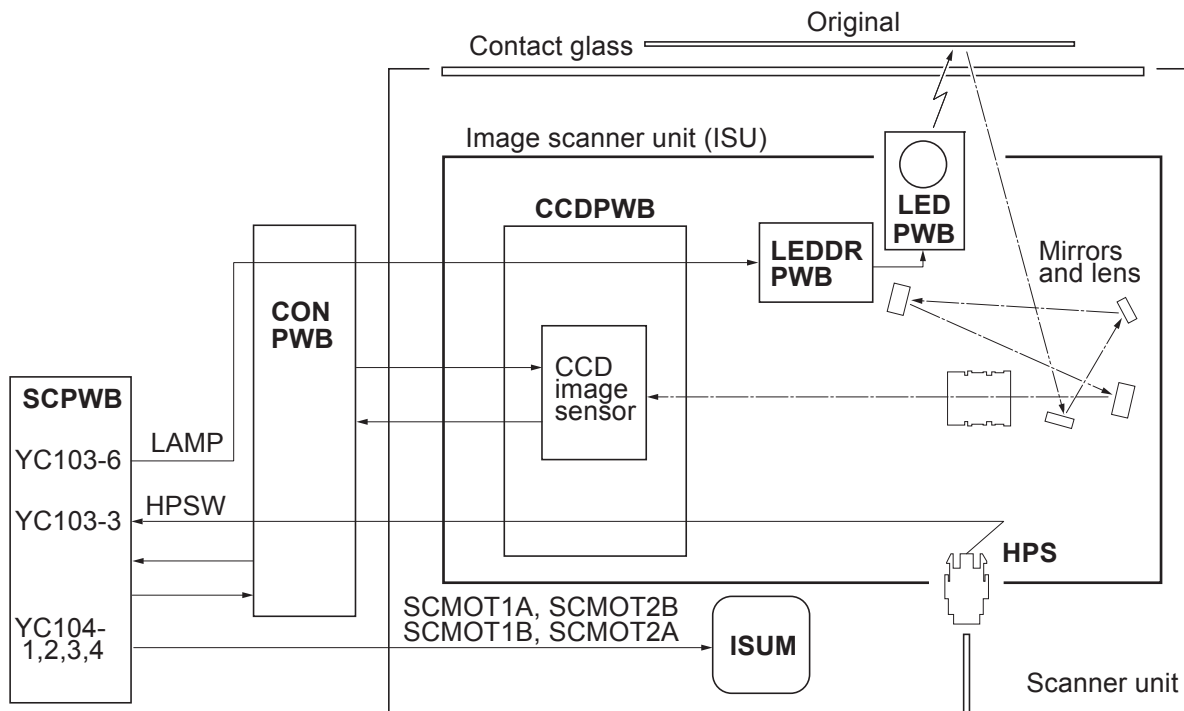 Original
Contact glass
Image scanner unit (ISU)
CCDPWB
LED
PWB
LEDDR
PWB
Mirrors
and lens
CON
PWB
CCD
image
sensor
SCPWB
YC103-6
LAMP
YC103-3
HPSW
HPS
YC104-
1,2,3,4
SCMOT1A, SCMOT2B
SCMOT1B, SCMOT2A
ISUM
Scanner unit